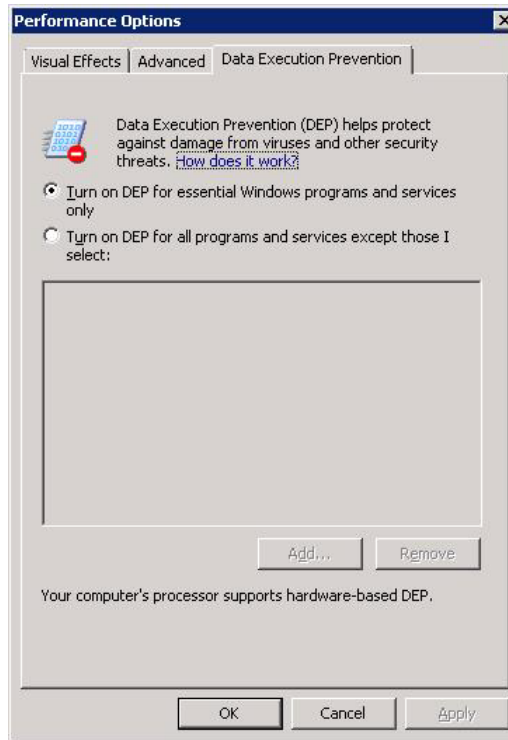 Performance Options
Visual Effects Advanced Data Execution Prevention
Data Execution Prevention (DEP) helps protect
against damage from viruses and other security
threats. How does it work?
Turn on DEP for essential Windows programs and services
only
Turn on DEP for all programs and services except those I
select:
Add... Remove
Your computer's processor supports hardware-based DEP.
OK Cancel Apply